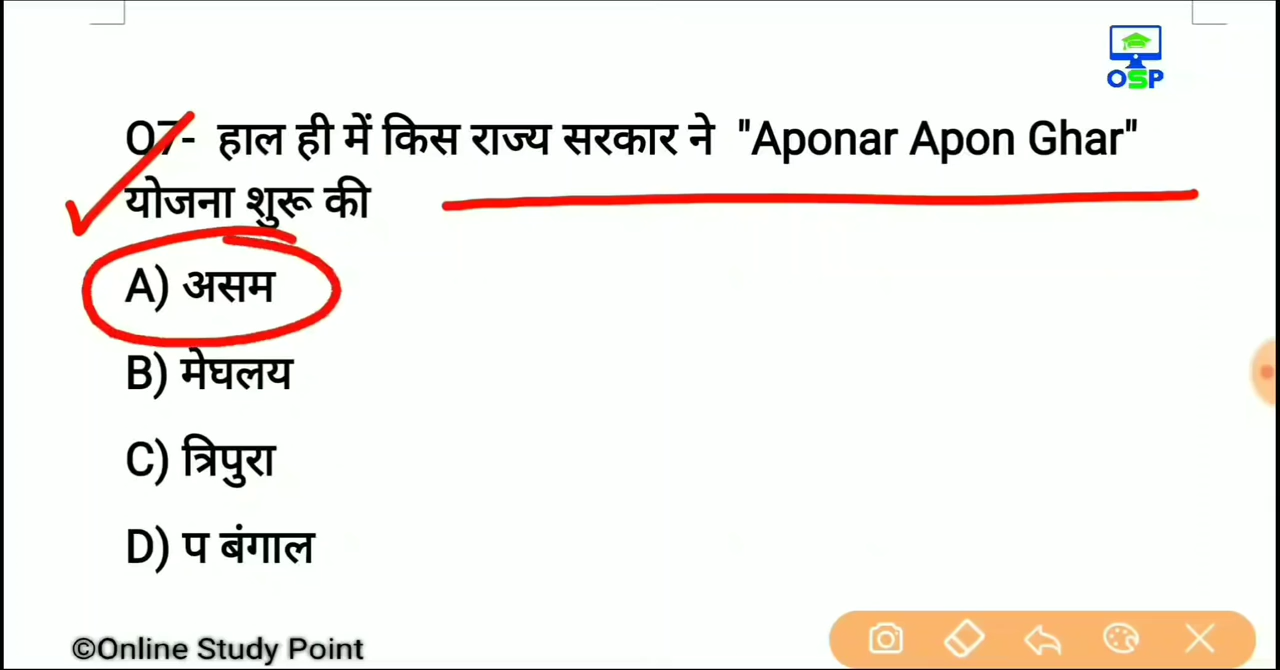 OSP
Q7- हाल ही में किस राज्य सरकार ने "Aponar Apon Ghar"
योजना शुरू की
A) असम
B) मेघलय
C) त्रिपुरा
D) प बंगाल
©Online Study Point